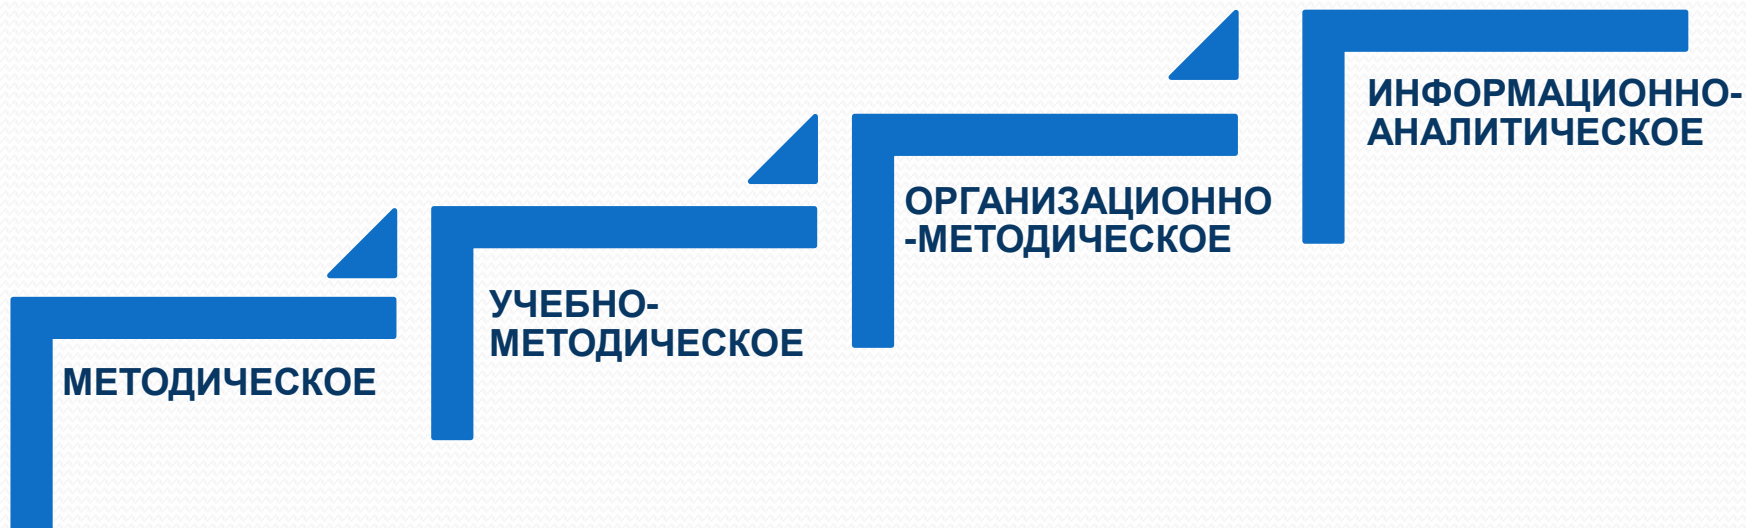 МЕТОДИЧЕСКОЕ
УЧЕБНО-
МЕТОДИЧЕСКОЕ
ОРГАНИЗАЦИОННО
-МЕТОДИЧЕСКОЕ
ИНФОРМАЦИОННО-
АНАЛИТИЧЕСКОЕ